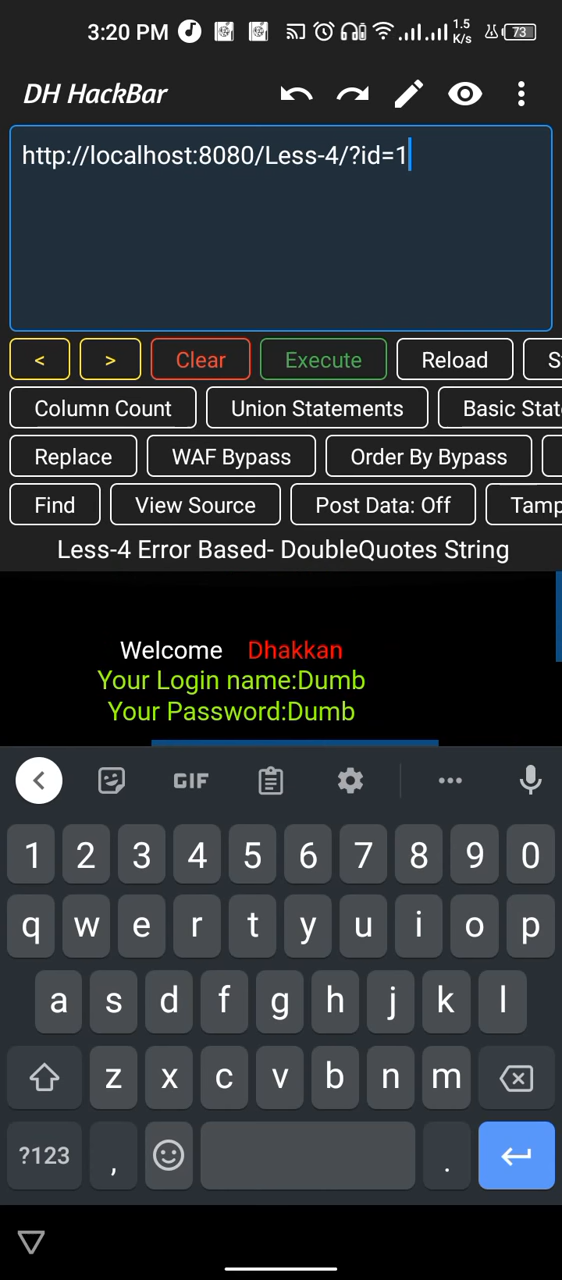 3:20 PM 1.5 K/s 73
DH HackBar
http://localhost:8080/Less-4/?id=1
< > Clear Execute Reload S
Column Count Union Statements Basic Stat
Replace WAF Bypass Order By Bypass
Find View Source Post Data: Off Tamp
Less-4 Error Based- DoubleQuotes String
Welcome Dhakkan
Your Login name:Dumb
Your Password:Dumb
GIF
1 2 3 4 5 6 7 8 9 0
q w e r t y u i o p
a s d f g h j k l
z x c v b n m
?123 , .